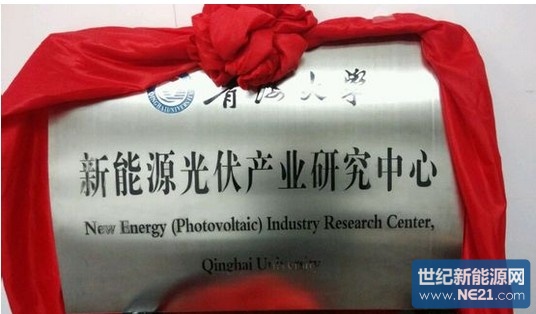 青海大学
新能源光伏产业研究中心
New Energy (Photovoltaic) Industry Research Center,
Qinghai University
世纪新能源网
www.NE21.com